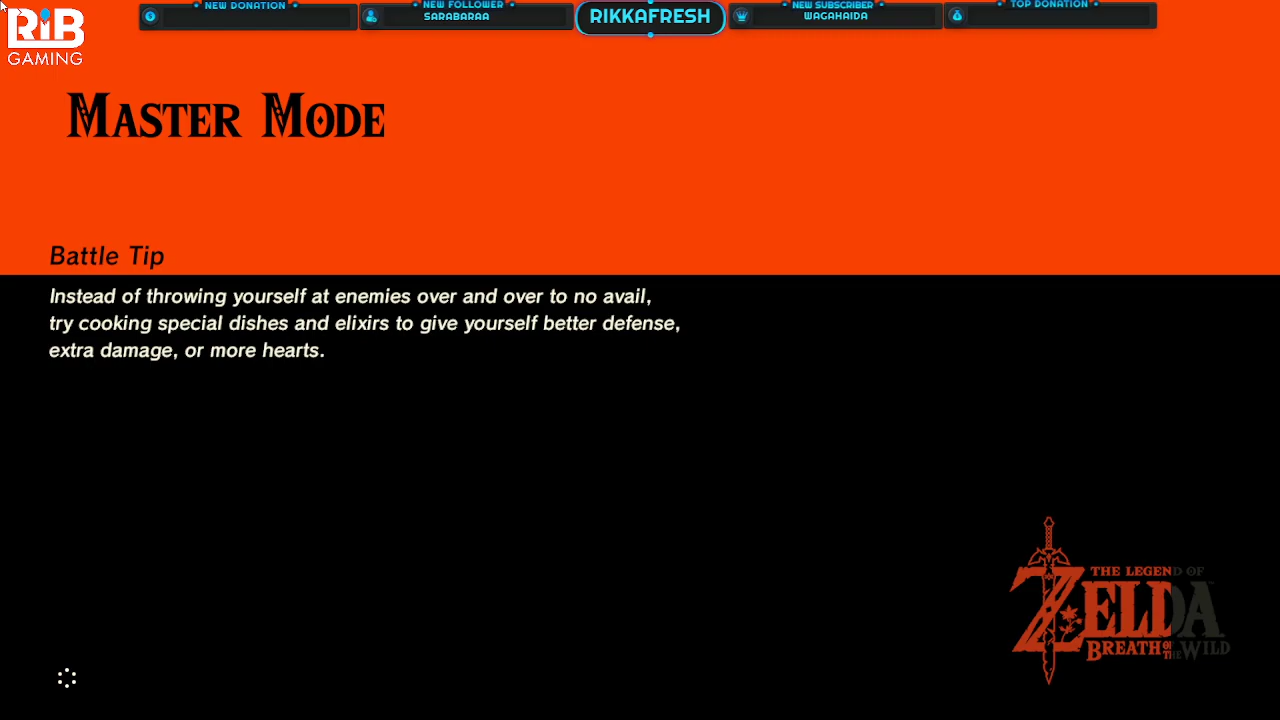 RiB
GAMING
NEW DONATION
NEW FOLLOWER
SARABARAA
RIKKAFRESH
NEW SUBSCRIBER
WAGAHAIDA
TOP DONATION
MASTER MODE
Battle Tip
Instead of throwing yourself at enemies over and over to no avail,
try cooking special dishes and elixirs to give yourself better defense,
extra damage, or more hearts.
THE LEGEND OF
ZELDA
BREATH OF THE WILD